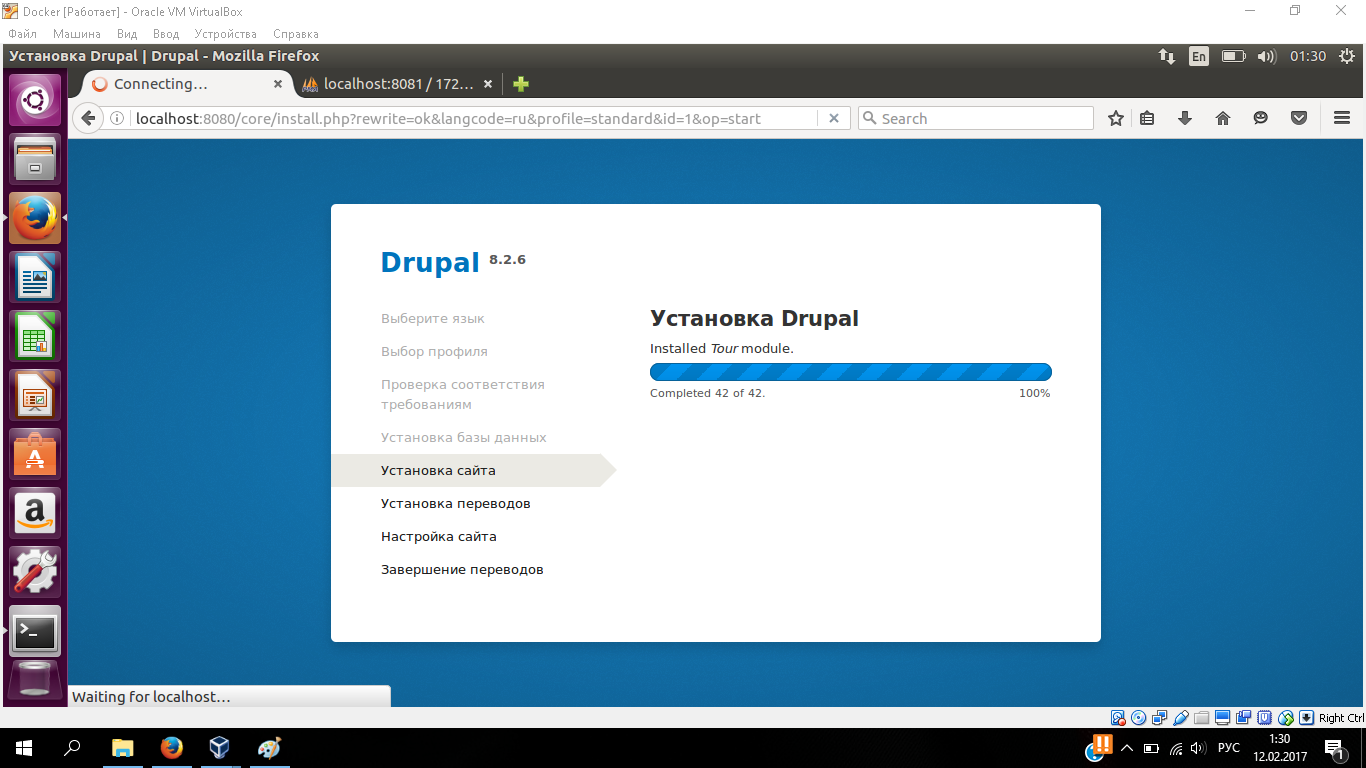 Docker [Работает] - Oracle VM VirtualBox
Файл Машина Вид Ввод Устройства Справка
Установка Drupal | Drupal - Mozilla Firefox
En
01:30
Connecting…
localhost:8081 / 172…
localhost:8080/core/install.php?rewrite=ok&langcode=ru&profile=standard&id=1&op=start
Search
Drupal 8.2.6
Выберите язык
Выбор профиля
Проверка соответствия
требованиям
Установка базы данных
Установка сайта
Установка переводов
Настройка сайта
Завершение переводов
Установка Drupal
Installed Tour module.
Completed 42 of 42.
100%
Waiting for localhost…
Right Ctrl
РУС
1:30
12.02.2017
1